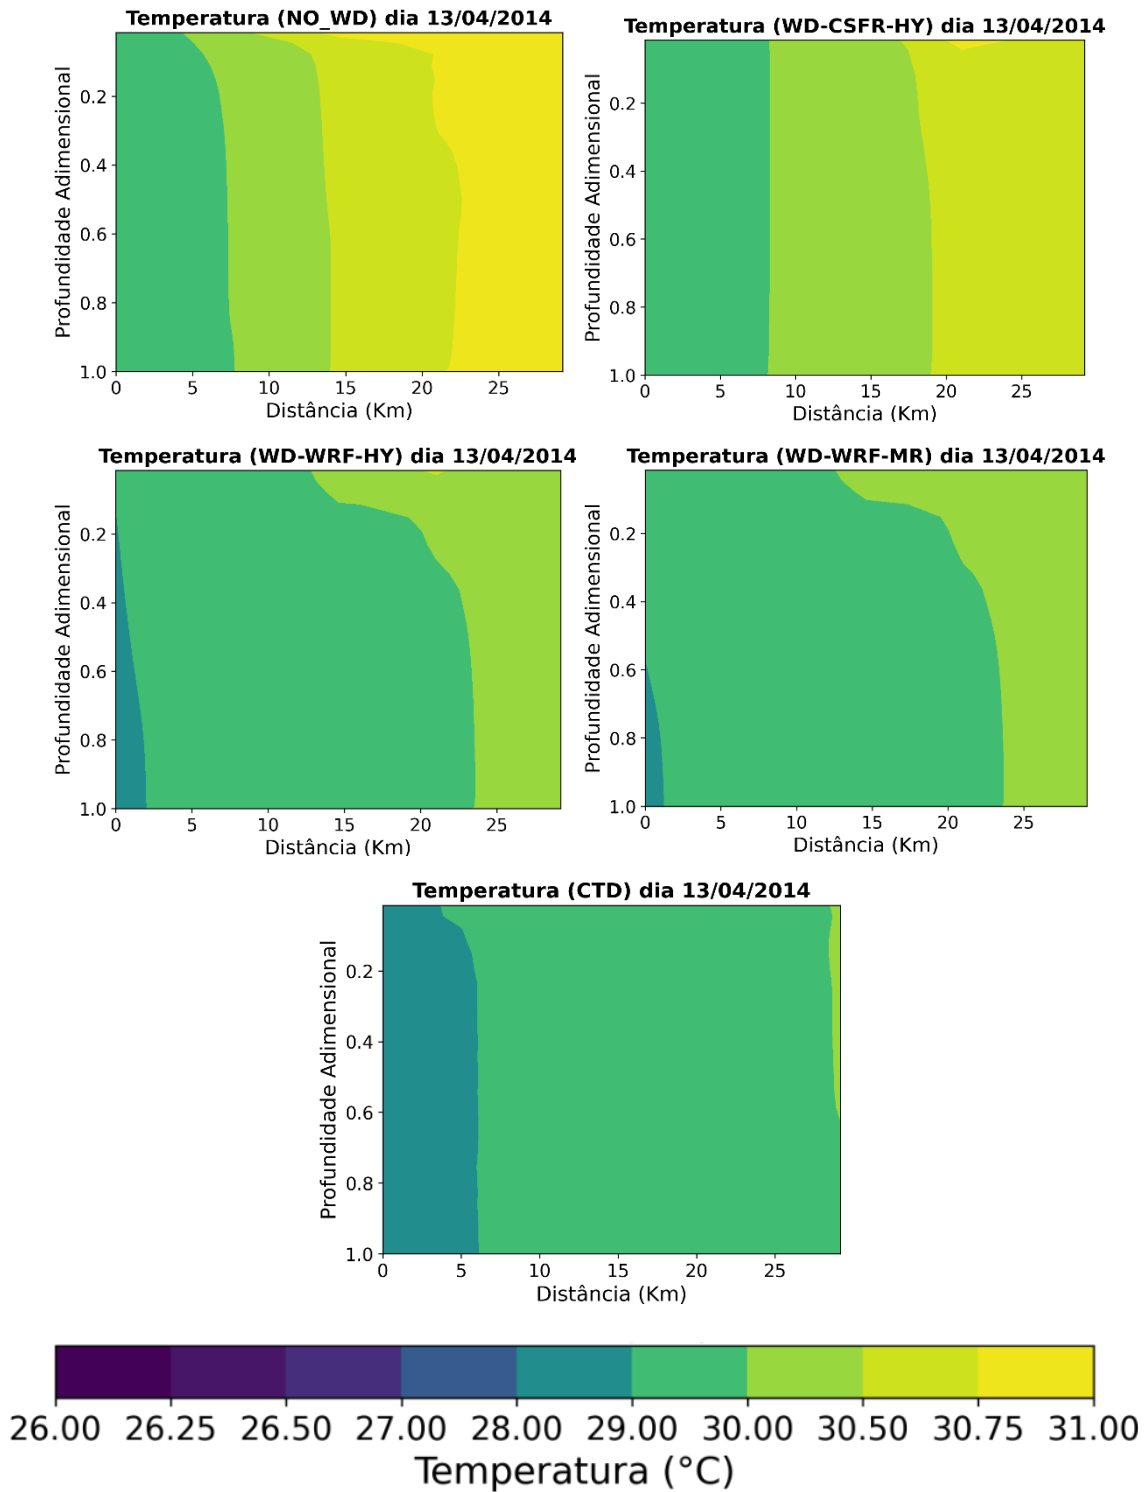 Temperatura (NO_WD) dia 13/04/2014
Profundidade Adimensional
0.2
0.4
0.6
0.8
1.0
0 5 10 15 20 25
Distância (Km)
Temperatura (WD-CSFR-HY) dia 13/04/2014
Profundidade Adimensional
0.2
0.4
0.6
0.8
1.0
0 5 10 15 20 25
Distância (Km)
Temperatura (WD-WRF-HY) dia 13/04/2014
Profundidade Adimensional
0.2
0.4
0.6
0.8
1.0
0 5 10 15 20 25
Distância (Km)
Temperatura (WD-WRF-MR) dia 13/04/2014
Profundidade Adimensional
0.2
0.4
0.6
0.8
1.0
0 5 10 15 20 25
Distância (Km)
Temperatura (CTD) dia 13/04/2014
Profundidade Adimensional
0.2
0.4
0.6
0.8
1.0
0 5 10 15 20 25
Distância (Km)
26.00 26.25 26.50 27.00 28.00 29.00 30.00 30.50 30.75 31.00
Temperatura (°C)